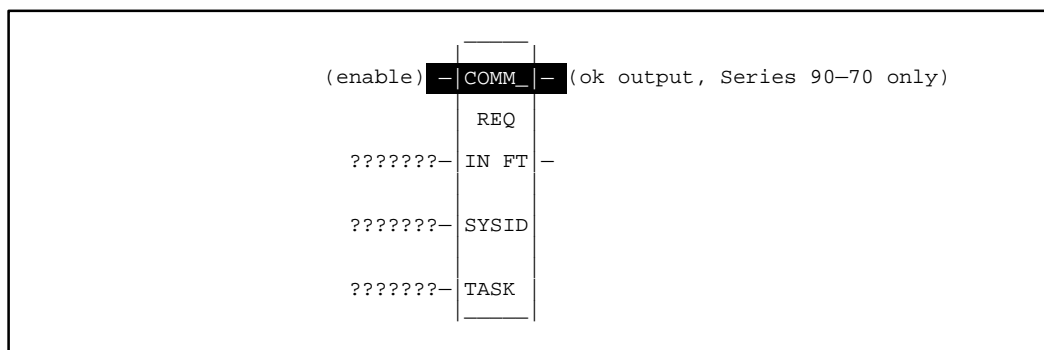 (enable) –|COMM_|– (ok output, Series 90–70 only)
REQ
???????–|IN FT|–
???????–|SYSID
???????–|TASK